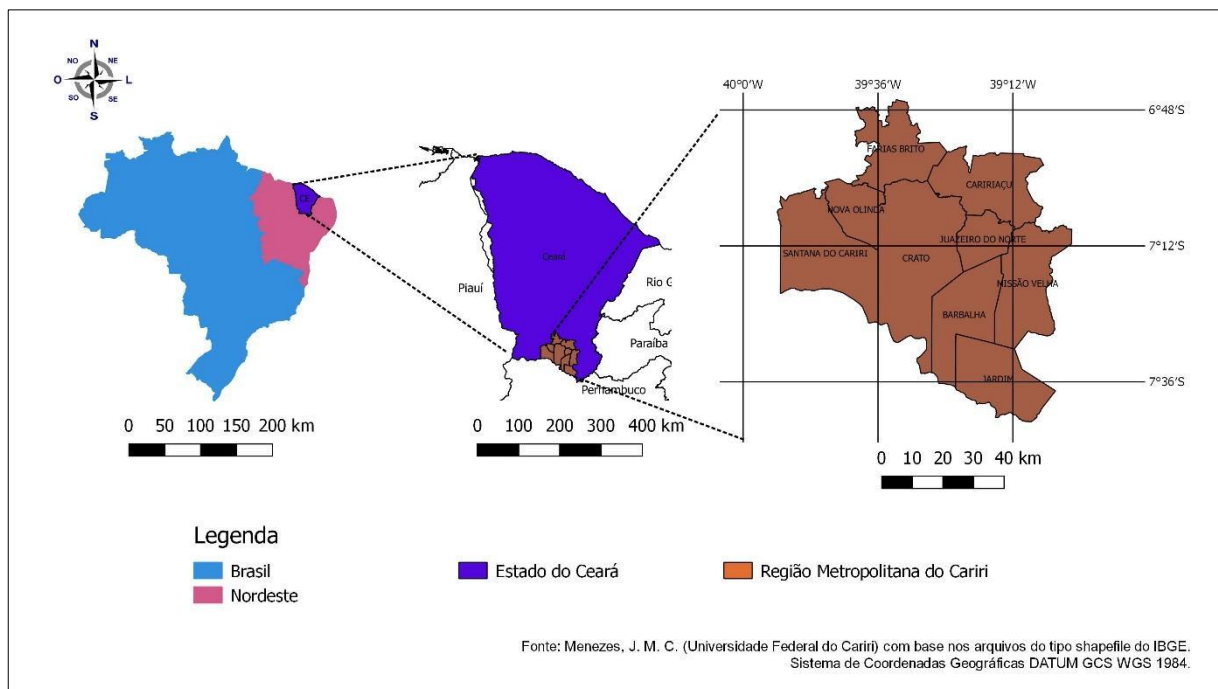 N
NO NE
O L
SO SE
S
CE
0 50 100 150 200 km
Ceará
Piauí
Rio G
Paraíba
Pernambuco
0 100 200 300 400 km
40°0' 39°36' 39°12'
6°48'S
7°12'S
7°36'S
FARIAS BRITO
CARIRIAÇU
NOVA OLINDA
JUAZEIRO DO NORTE
SANTANA DO CARIRI
CRATO
MISSÃO VELHA
BARBALHA
JARDIM
0 10 20 30 40 km
Legenda
Brasil
Nordeste
Estado do Ceará
Região Metropolitana do Cariri
Fonte: Menezes, J. M. C. (Universidade Federal do Cariri) com base nos arquivos do tipo shapefile do IBGE.
Sistema de Coordenadas Geográficas DATUM GCS WGS 1984.